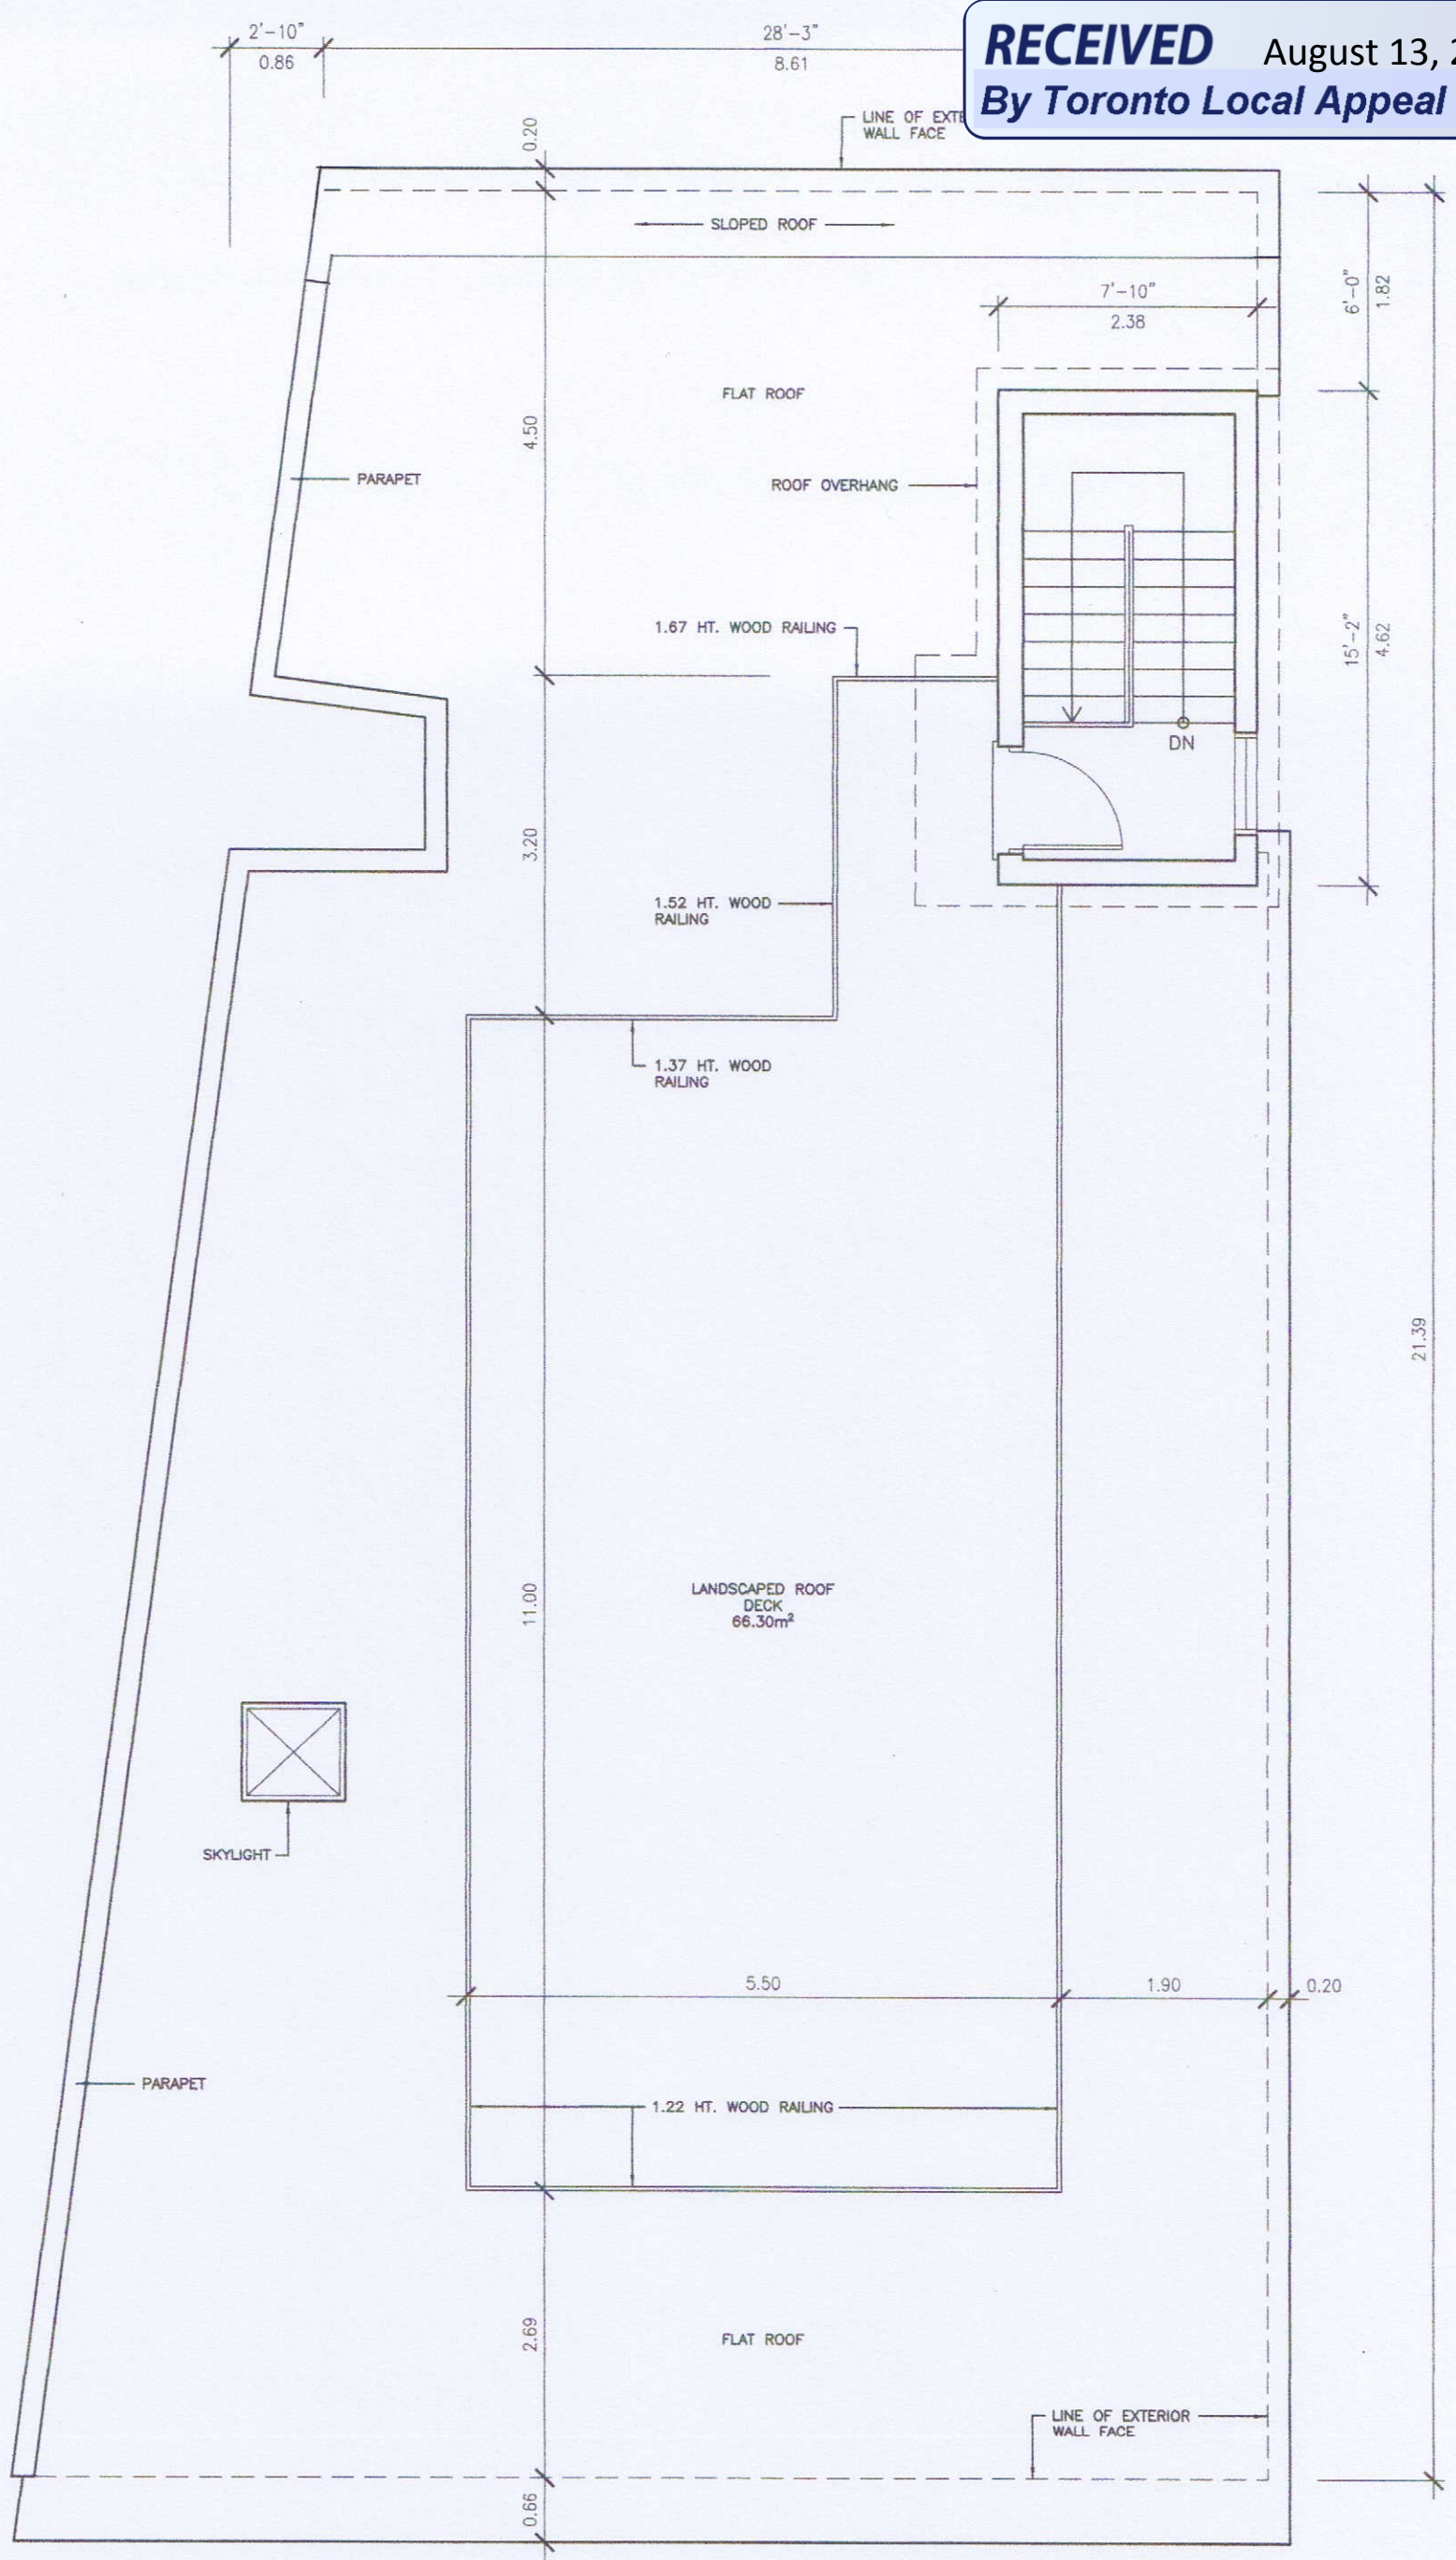 2'-10"
0.86
28'-3"
8.61
RECEIVED August 13,
By Toronto Local Appeal
0.20
LINE OF
WALL FACE
SLOPED ROOF
7'-10"
2.38
6'-0"
1.82
FLAT ROOF
4.50
PARAPET
ROOF OVERHANG
1.67 HT. WOOD RAILING
15'-2"
4.62
DN
3.20
1.52 HT. WOOD
RAILING
1.37 HT. WOOD
RAILING
21.39
11.00
LANDSCAPED ROOF
DECK
66.30m²
SKYLIGHT
5.50
1.90
0.20
PARAPET
1.22 HT. WOOD RAILING
2.69
FLAT ROOF
LINE OF EXTERIOR
WALL FACE
0.66